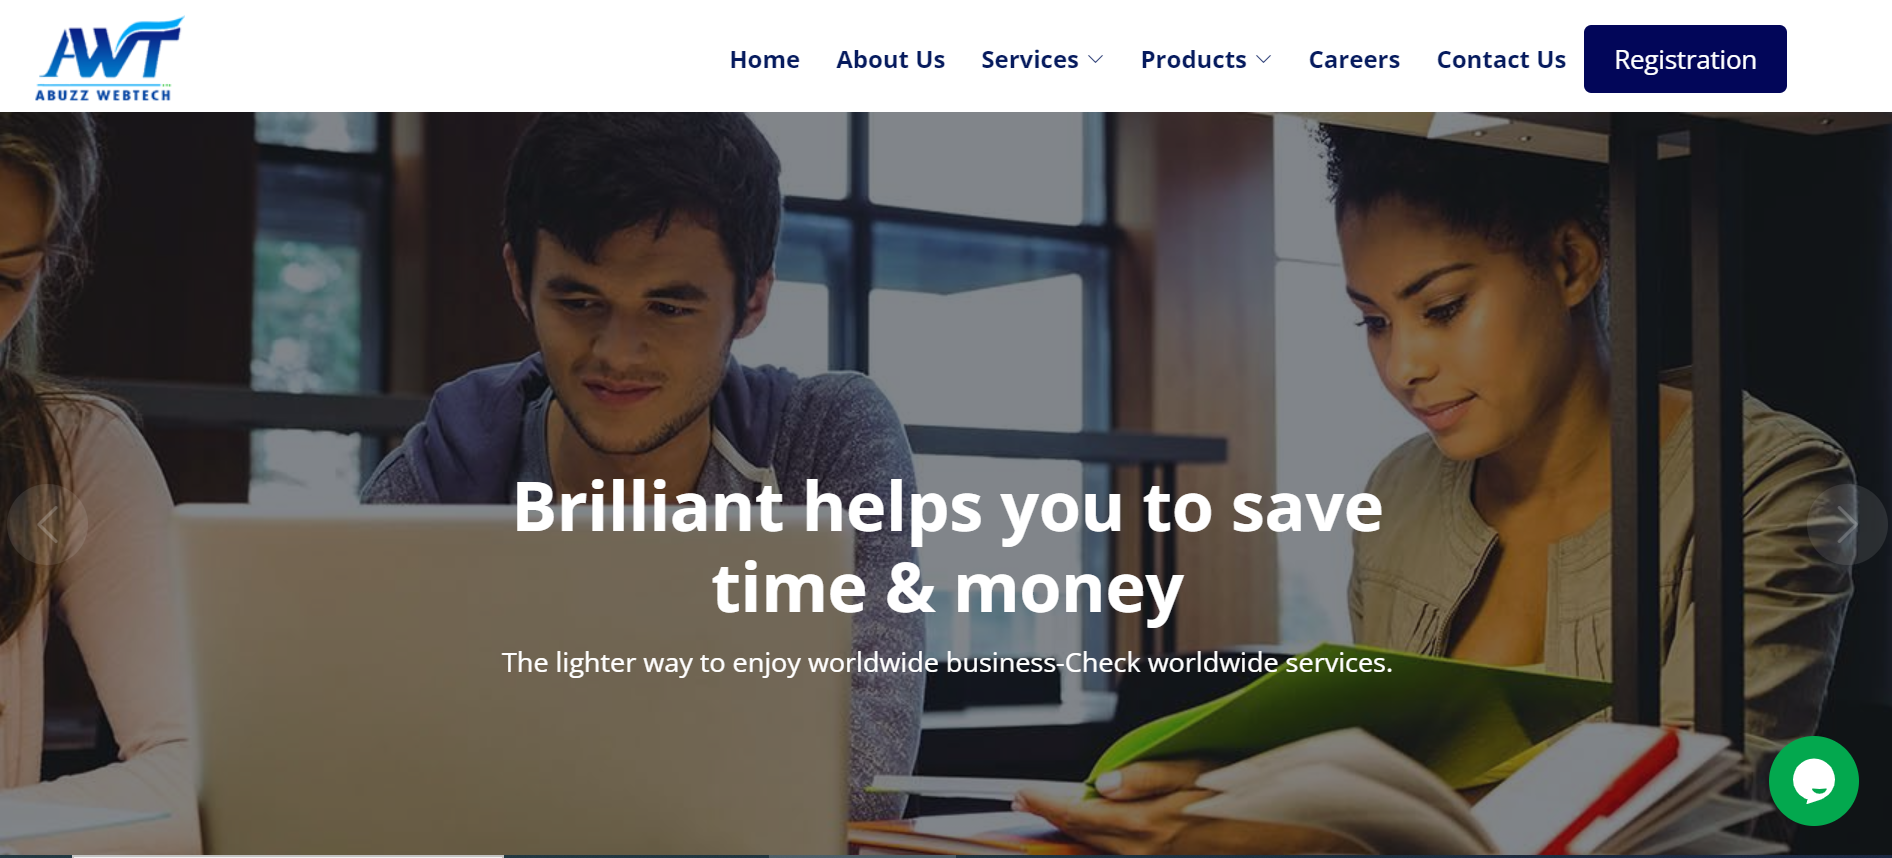 AWT
ABUZZ WEBTECH
Home About Us Services Products Careers Contact Us Registration
Brilliant helps you to save
time & money
The lighter way to enjoy worldwide business-Check worldwide services.